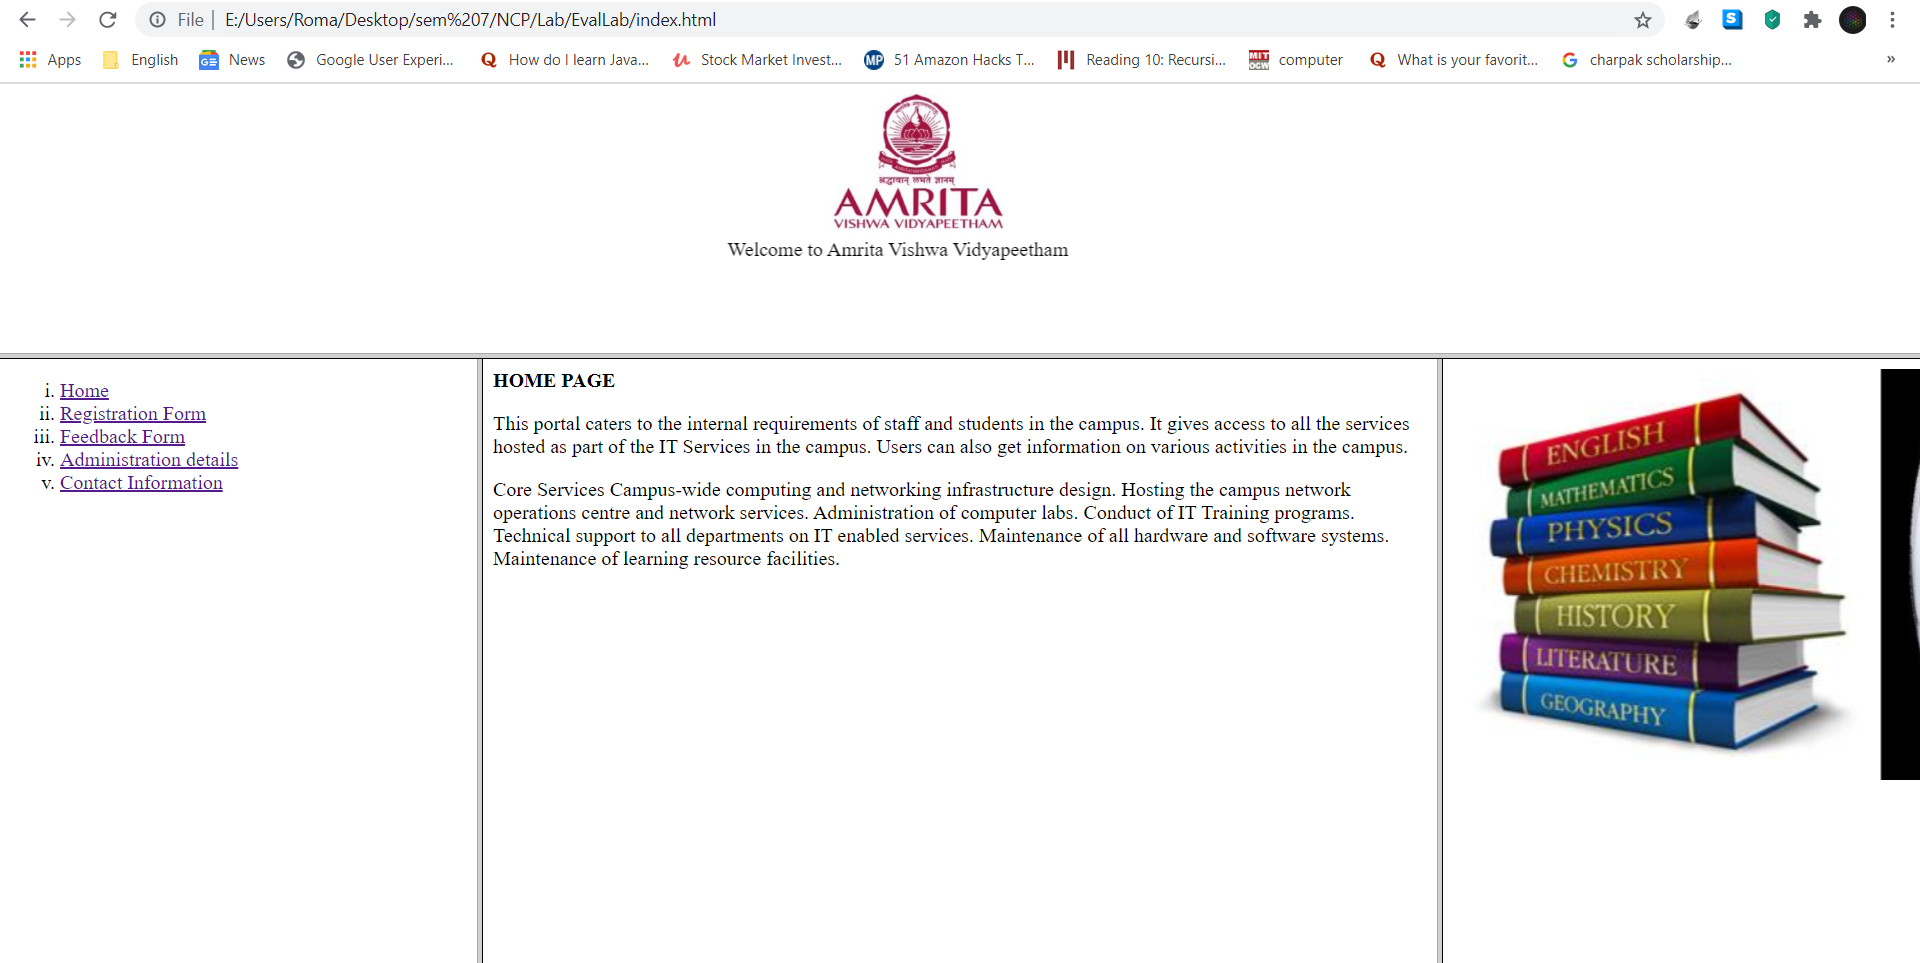 File | E:/Users/Roma/Desktop/sem%207/NCP/Lab/EvalLab/index.html
Apps English News Google User Experi... How do I learn Java... Stock Market Invest... MP 51 Amazon Hacks T... Reading 10: Recursi... MIT OCW computer What is your favorit... charpak scholarship... »
श्रद्धावान् लभते ज्ञानम्
AMRITA
VISHWA VIDYAPEETHAM
Welcome to Amrita Vishwa Vidyapeetham
i. Home
ii. Registration Form
iii. Feedback Form
iv. Administration details
v. Contact Information
HOME PAGE
This portal caters to the internal requirements of staff and students in the campus. It gives access to all the services
hosted as part of the IT Services in the campus. Users can also get information on various activities in the campus.
Core Services Campus-wide computing and networking infrastructure design. Hosting the campus network
operations centre and network services. Administration of computer labs. Conduct of IT Training programs.
Technical support to all departments on IT enabled services. Maintenance of all hardware and software systems.
Maintenance of learning resource facilities.
ENGLISH
MATHEMATICS
PHYSICS
CHEMISTRY
HISTORY
LITERATURE
GEOGRAPHY